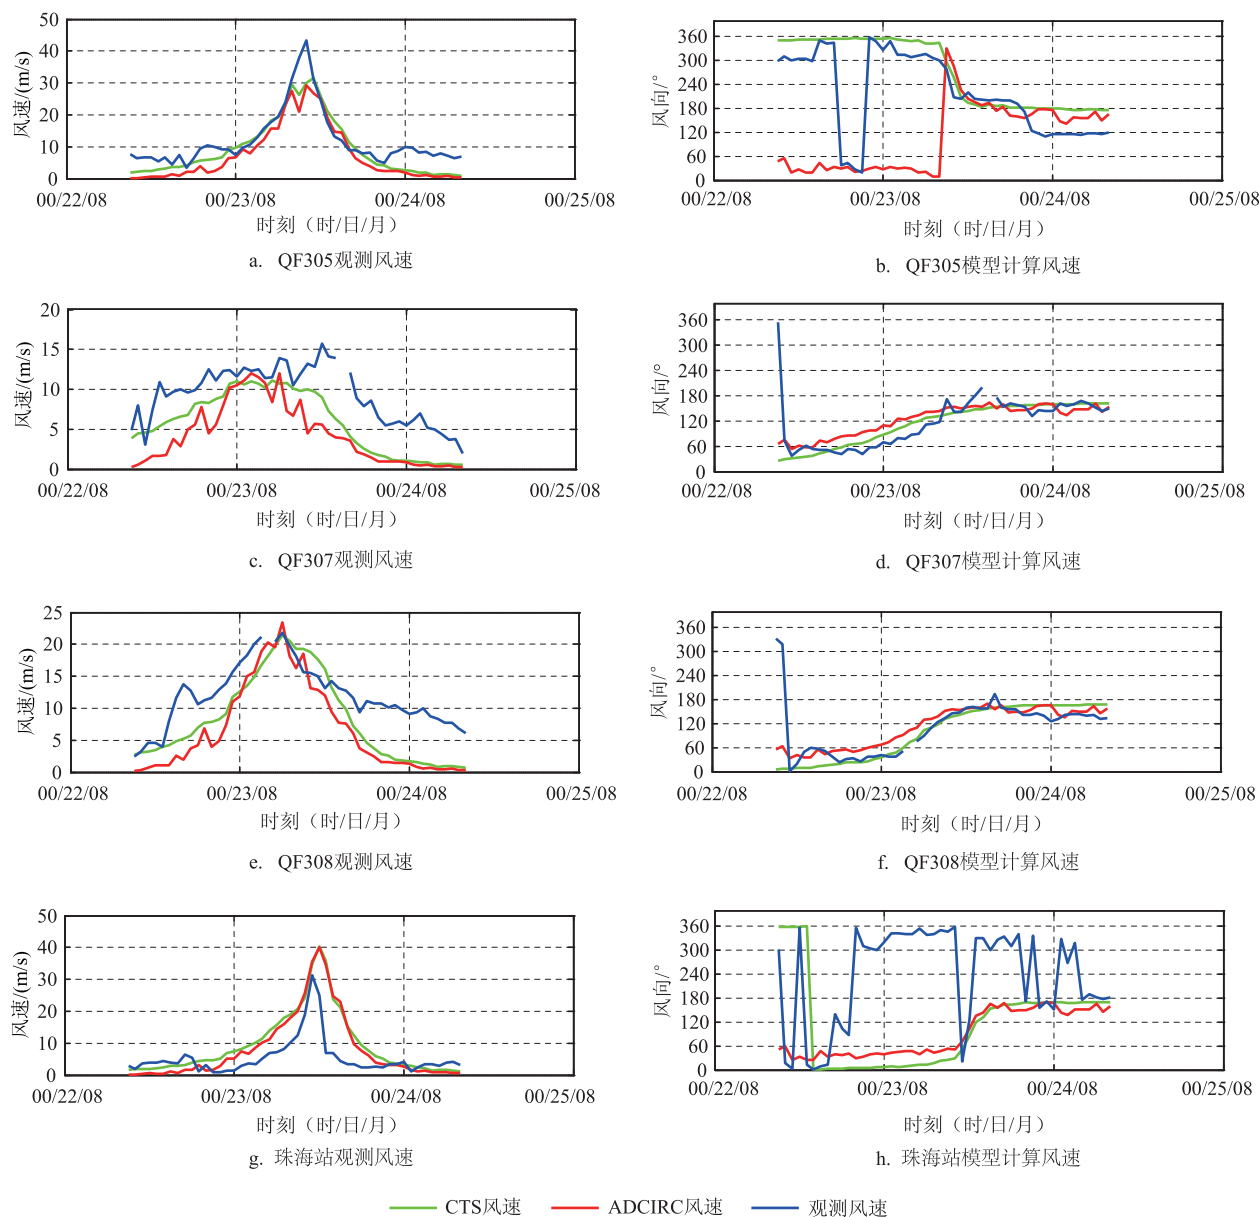 50
40
30
20
10
0
风速/(m/s)
00/22/08 00/23/08 00/24/08 00/25/08
时刻（时/日/月）
a. QF305观测风速
360
300
240
180
120
60
0
风向/°
00/22/08 00/23/08 00/24/08 00/25/08
时刻（时/日/月）
b. QF305模型计算风速
20
15
10
5
0
风速/(m/s)
00/22/08 00/23/08 00/24/08 00/25/08
时刻（时/日/月）
c. QF307观测风速
360
300
240
180
120
60
0
风向/°
00/22/08 00/23/08 00/24/08 00/25/08
时刻（时/日/月）
d. QF307模型计算风速
25
20
15
10
5
0
风速/(m/s)
00/22/08 00/23/08 00/24/08 00/25/08
时刻（时/日/月）
e. QF308观测风速
360
300
240
180
120
60
0
风向/°
00/22/08 00/23/08 00/24/08 00/25/08
时刻（时/日/月）
f. QF308模型计算风速
50
40
30
20
10
0
风速/(m/s)
00/22/08 00/23/08 00/24/08 00/25/08
时刻（时/日/月）
g. 珠海站观测风速
360
300
240
180
120
60
0
风向/°
00/22/08 00/23/08 00/24/08 00/25/08
时刻（时/日/月）
h. 珠海站模型计算风速
CTS风速 ADCIRC风速 观测风速